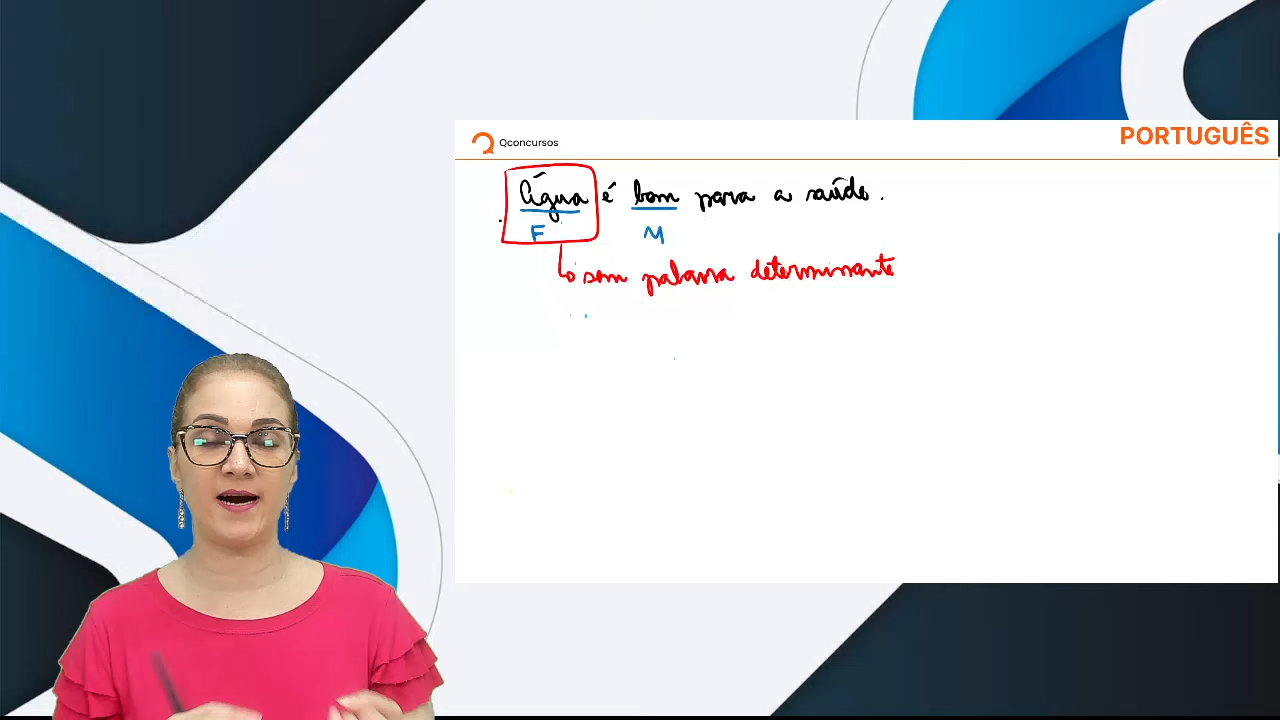 PORTUGUÊS
Qconcursos
Água é bom para a saúde.
F M
sem palavra determinante